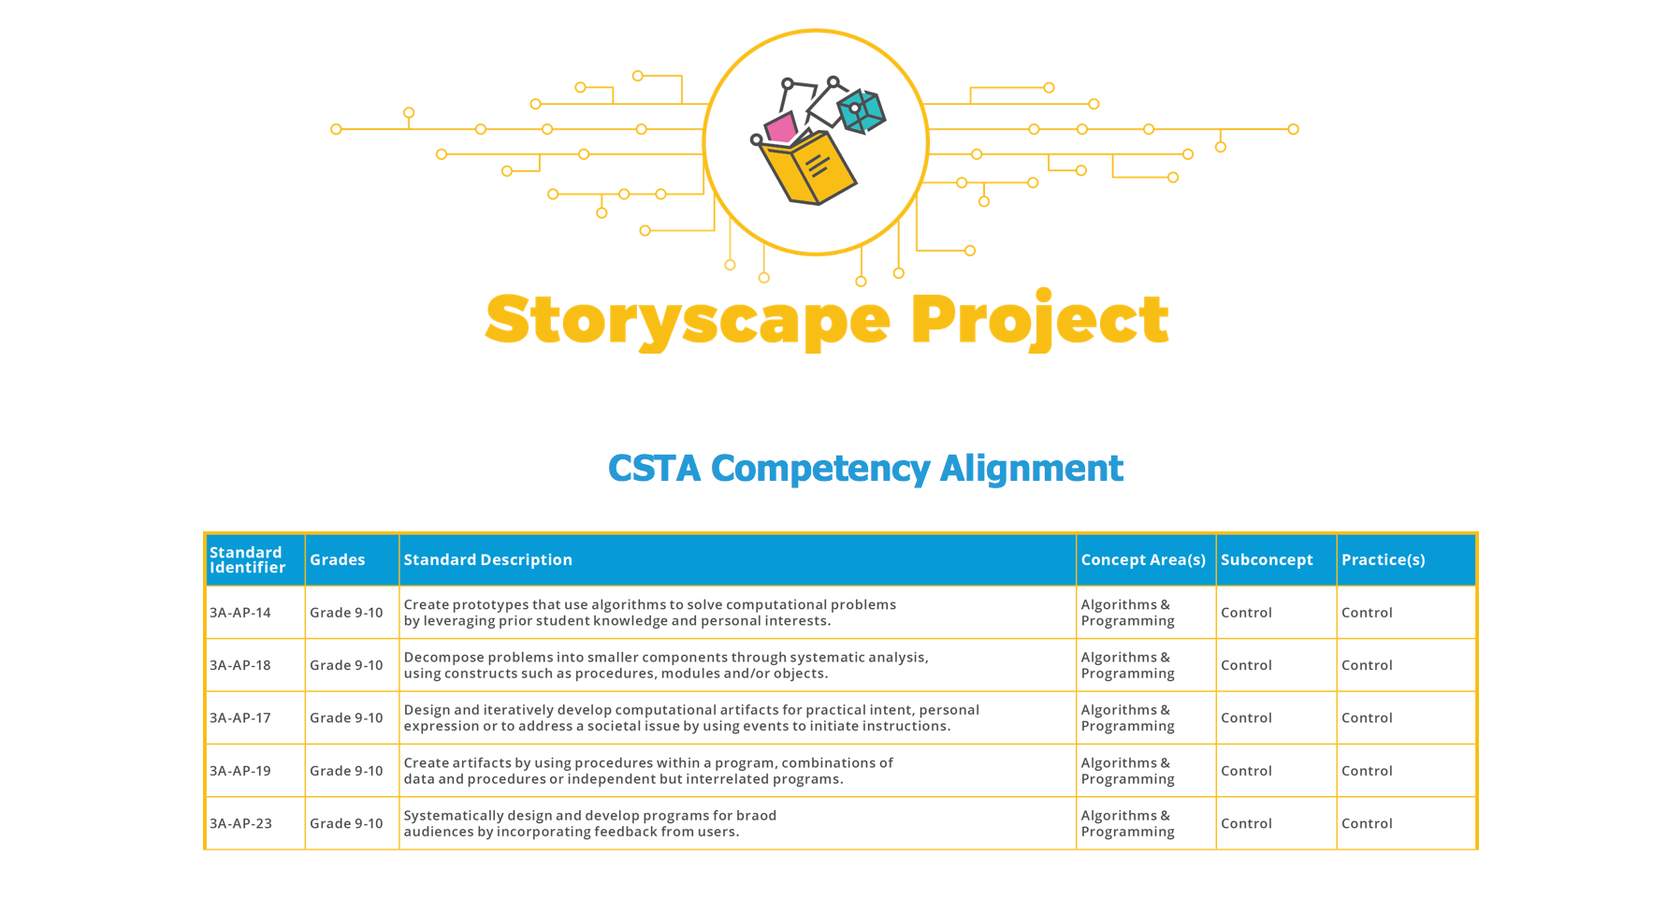 Storyscape Project
CSTA Competency Alignment
Standard
Identifier
Grades
Standard Description
Concept Area(s)
Subconcept
Practice(s)
3A-AP-14
Grade 9-10
Create prototypes that use algorithms to solve computational problems
by leveraging prior student knowledge and personal interests.
Algorithms &
Programming
Control
Control
3A-AP-18
Grade 9-10
Decompose problems into smaller components through systematic analysis,
using constructs such as procedures, modules and/or objects.
Algorithms &
Programming
Control
Control
3A-AP-17
Grade 9-10
Design and iteratively develop computational artifacts for practical intent, personal
expression or to address a societal issue by using events to initiate instructions.
Algorithms &
Programming
Control
Control
3A-AP-19
Grade 9-10
Create artifacts by using procedures within a program, combinations of
data and procedures or independent but interrelated programs.
Algorithms &
Programming
Control
Control
3A-AP-23
Grade 9-10
Systematically design and develop programs for braod
audiences by incorporating feedback from users.
Algorithms &
Programming
Control
Control